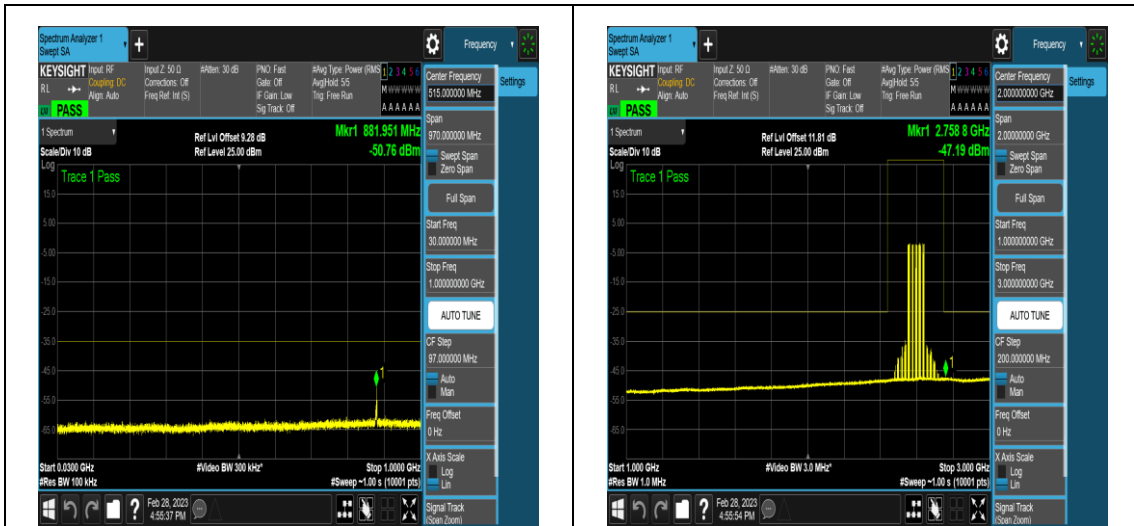 Spectrum Analyzer 1
Swept SA
+
Frequency
KEYSIGHT
RL
Input: RF
Coupling: DC
Align: Auto
Input Z: 50 Ω
Corrections: Off
Freq Ref: Int (S)
#Atten: 30 dB
PNO: Fast
Gate: Off
IF Gain: Low
Sig Track: Off
#Avg Type: Power (RMS
Avg|Hold: 5/5
Trig: Free Run
1 2 3 4 5 6
M W W W W W
A A A A A A
PASS
Center Frequency
515.000000 MHz
Settings
Span
970.000000 MHz
Swept Span
Zero Span
Full Span
Start Freq
30.000000 MHz
Stop Freq
1.000000000 GHz
AUTO TUNE
CF Step
97.000000 MHz
Auto
Man
Freq Offset
0 Hz
X Axis Scale
Log
Lin
Signal Track
(Span Zoom)
1 Spectrum
Scale/Div 10 dB
Ref Lvl Offset 9.28 dB
Ref Level 25.00 dBm
Mkr1 881.951 MHz
-50.76 dBm
Log
Trace 1 Pass
15.0
5.00
-5.00
-15.0
-25.0
-35.0
-45.0
-55.0
-65.0
1
Start 0.0300 GHz
#Res BW 100 kHz
#Video BW 300 kHz*
Stop 1.0000 GHz
#Sweep ~1.00 s (10001 pts)
?
Feb 28, 2023
4:55:37 PM
Spectrum Analyzer 1
Swept SA
+
Frequency
KEYSIGHT
RL
Input: RF
Coupling: DC
Align: Auto
Input Z: 50 Ω
Corrections: Off
Freq Ref: Int (S)
#Atten: 30 dB
PNO: Fast
Gate: Off
IF Gain: Low
Sig Track: Off
#Avg Type: Power (RMS
Avg|Hold: 5/5
Trig: Free Run
1 2 3 4 5 6
M W W W W W
A A A A A A
PASS
Center Frequency
2.000000000 GHz
Settings
Span
2.00000000 GHz
Swept Span
Zero Span
Full Span
Start Freq
1.000000000 GHz
Stop Freq
3.000000000 GHz
AUTO TUNE
CF Step
200.000000 MHz
Auto
Man
Freq Offset
0 Hz
X Axis Scale
Log
Lin
Signal Track
(Span Zoom)
1 Spectrum
Scale/Div 10 dB
Ref Lvl Offset 11.81 dB
Ref Level 25.00 dBm
Mkr1 2.758 8 GHz
-47.19 dBm
Log
Trace 1 Pass
15.0
5.00
-5.00
-15.0
-25.0
-35.0
-45.0
-55.0
-65.0
1
Start 1.000 GHz
#Res BW 1.0 MHz
#Video BW 3.0 MHz*
Stop 3.000 GHz
#Sweep ~1.00 s (10001 pts)
?
Feb 28, 2023
4:55:54 PM